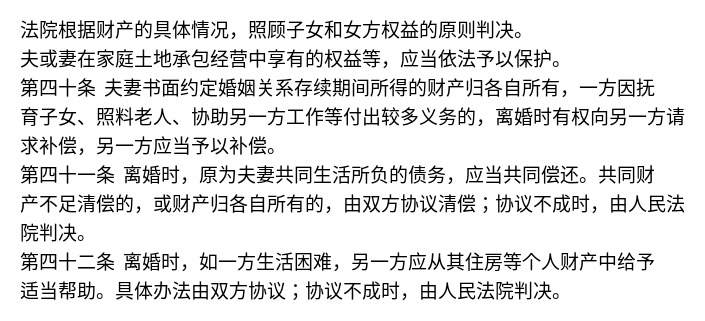 法院根据财产的具体情况，照顾子女和女方权益的原则判决。
夫或妻在家庭土地承包经营中享有的权益等，应当依法予以保护。
第四十条 夫妻书面约定婚姻关系存续期间所得的财产归各自所有，一方因抚
育子女、照料老人、协助另一方工作等付出较多义务的，离婚时有权向另一方请
求补偿，另一方应当予以补偿。
第四十一条 离婚时，原为夫妻共同生活所负的债务，应当共同偿还。共同财
产不足清偿的，或财产归各自所有的，由双方协议清偿；协议不成时，由人民法
院判决。
第四十二条 离婚时，如一方生活困难，另一方应从其住房等个人财产中给予
适当帮助。具体办法由双方协议；协议不成时，由人民法院判决。